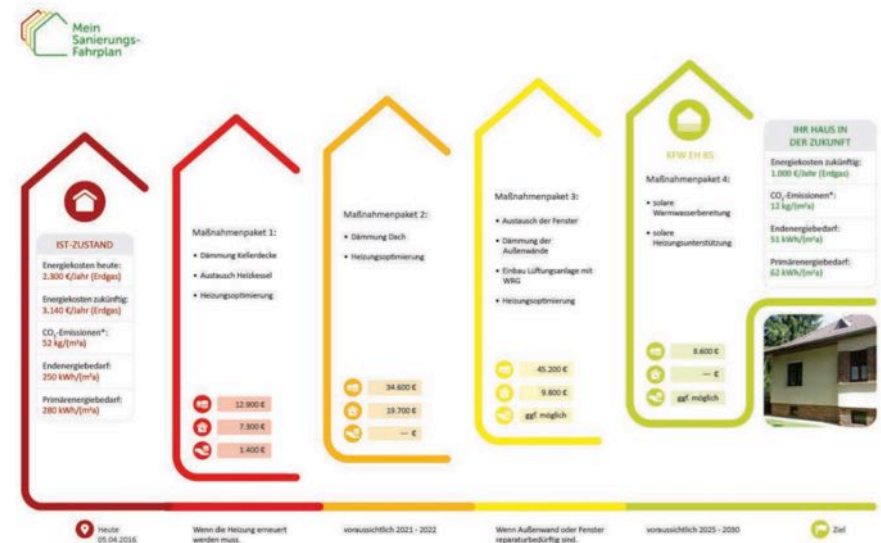 Mein
Sanierungs-
Fahrplan
IST-ZUSTAND
Energiekosten heute:
2.300 €/Jahr (Erdgas)
Energiekosten zukünftig:
3.140 €/Jahr (Erdgas)
CO₂-Emissionen*:
52 kg/(m²a)
Endenergiebedarf:
250 kWh/(m²a)
Primärenergiebedarf:
280 kWh/(m²a)
Maßnahmenpaket 1:
• Dämmung Kellerdecke
• Austausch Heizkessel
• Heizungsoptimierung
12.900 €
7.300 €
1.400 €
Maßnahmenpaket 2:
• Dämmung Dach
• Heizungsoptimierung
34.600 €
19.700 €
--- €
Maßnahmenpaket 3:
• Austausch der Fenster
• Dämmung der
Außenwände
• Einbau Lüftungsanlage mit
WRG
• Heizungsoptimierung
45.200 €
9.800 €
ggf. möglich
KFW EH 85
Maßnahmenpaket 4:
• solare
Warmwasserbereitung
• solare
Heizungsunterstützung
8.600 €
--- €
ggf. möglich
IHR HAUS IN
DER ZUKUNFT
Energiekosten zukünftig:
1.000 €/Jahr (Erdgas)
CO₂-Emissionen*:
12 kg/(m²a)
Endenergiebedarf:
51 kWh/(m²a)
Primärenergiebedarf:
62 kWh/(m²a)
Heute
05.04.2016
Wenn die Heizung erneuert
werden muss.
voraussichtlich 2021 - 2022
Wenn Außenwand oder Fenster
reparaturbedürftig sind.
voraussichtlich 2025 - 2030
Ziel